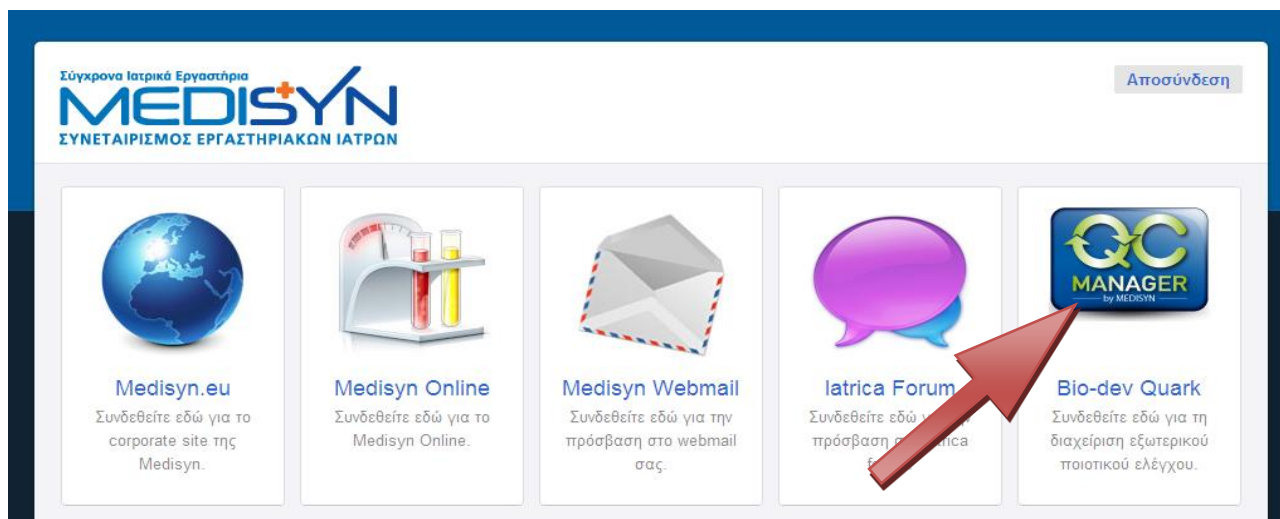 Σύγχρονα Ιατρικά Εργαστήρια
MEDISYN
ΣΥΝΕΤΑΙΡΙΣΜΟΣ ΕΡΓΑΣΤΗΡΙΑΚΩΝ ΙΑΤΡΩΝ
Αποσύνδεση
QC
MANAGER
by MEDISYN
Medisyn.eu
Συνδεθείτε εδώ για το
corporate site της
Medisyn.
Medisyn Online
Συνδεθείτε εδώ για το
Medisyn Online.
Medisyn Webmail
Συνδεθείτε εδώ για την
πρόσβαση στο webmail
σας.
Iatrica Forum
Συνδεθείτε εδώ
πρόσβαση
Bio-dev Quark
Συνδεθείτε εδώ για τη
διαχείριση εξωτερικού
ποιοτικού ελέγχου.